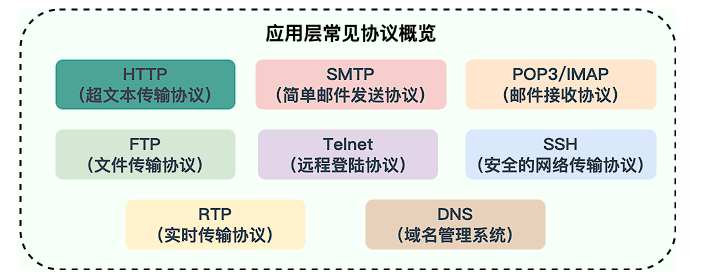 应用层常见协议概览
HTTP
（超文本传输协议）
SMTP
（简单邮件发送协议）
POP3/IMAP
（邮件接收协议）
FTP
（文件传输协议）
Telnet
（远程登陆协议）
SSH
（安全的网络传输协议）
RTP
（实时传输协议）
DNS
（域名管理系统）